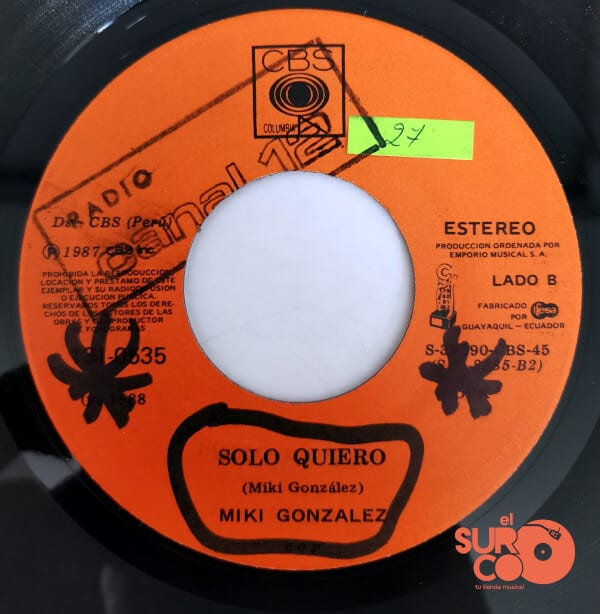 CBS
COLUMBIA
27
RADIO
canal 12
De CBS (Perú)
ESTEREO
PRODUCCION ORDENADA POR
EMPORIO MUSICAL S.A.
℗ 1987 CBS Inc.
PROHIBIDA LA REPRODUCCION
LOCACION Y PRESTAMO DE ESTE
EJEMPLAR Y SU RADIODIFUSION
O EJECUCION PUBLICA.
RESERVADOS TODOS LOS DERE-
CHOS DE LOS AUTORES DE LAS
OBRAS Y DEL PRODUCTOR
DE FONOGRAMAS
LADO B
FABRICADO
POR
fesa
GUAYAQUIL - ECUADOR
SOLO QUIERO
(Miki González)
MIKI GONZALEZ
c o p
el
SURCO
tu tienda musical